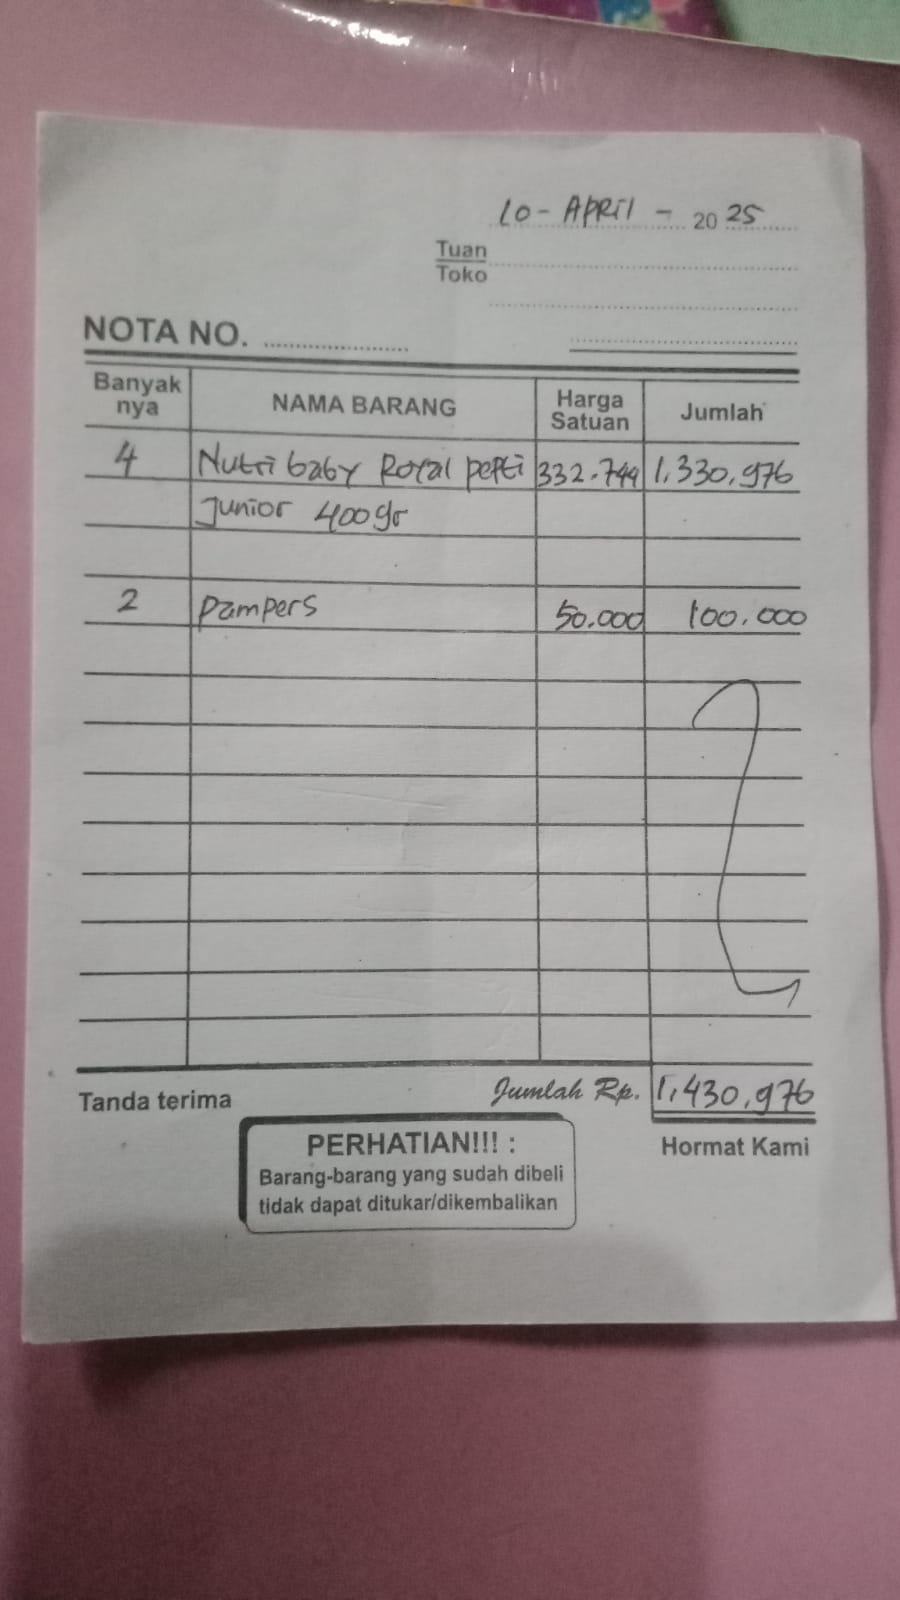 10 - APRIL - 2025
Tuan
Toko
NOTA NO.
Banyak nya NAMA BARANG Harga Satuan Jumlah
4 Nutri baby Royal pepti 332.744 1,330,976
Junior 400gr
2 Pampers 50.000 100.000
Tanda terima Jumlah Rp. 1,430,976
PERHATIAN!!! : Hormat Kami
Barang-barang yang sudah dibeli
tidak dapat ditukar/dikembalikan